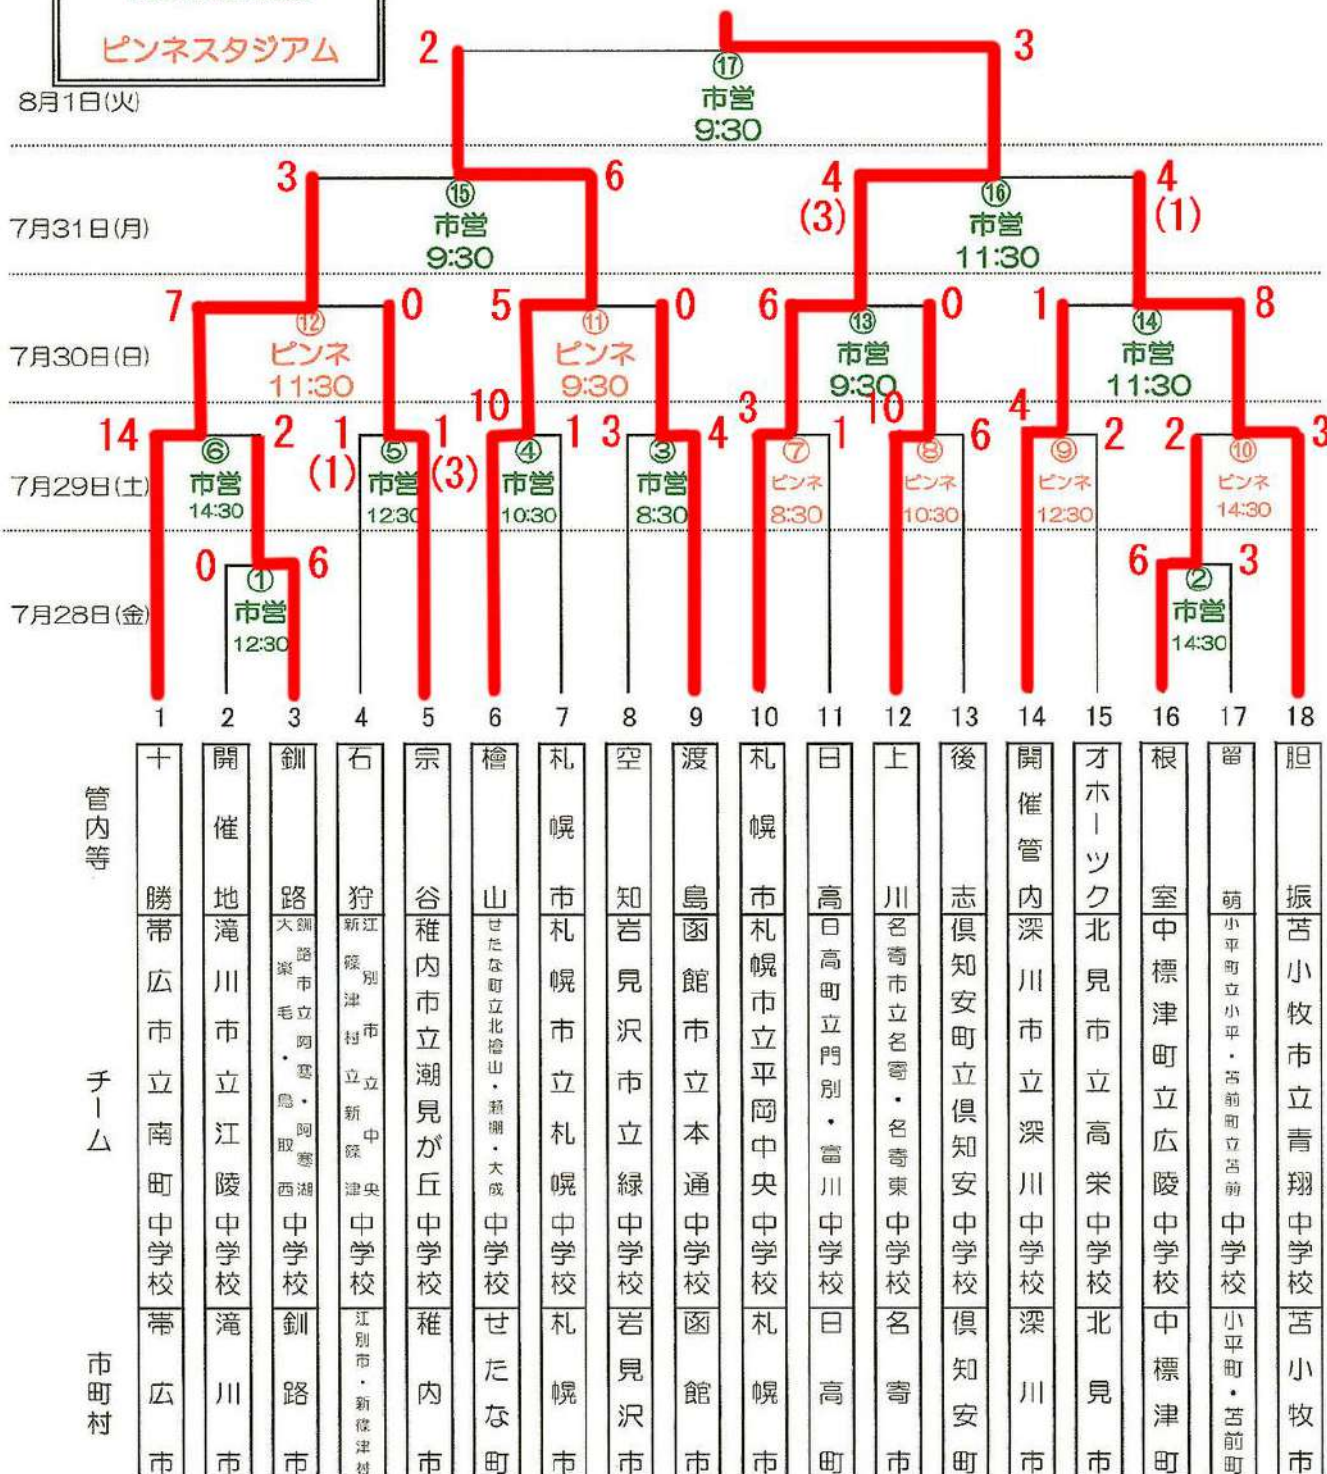 ピンネスタジアム
2
3
⑰
市営
9:30
8月1日(火)
3
6
4
(3)
4
(1)
⑮
市営
9:30
⑯
市営
11:30
7月31日(月)
7
0
5
0
6
0
1
8
⑫
ピンネ
11:30
⑪
ピンネ
9:30
⑬
市営
9:30
⑭
市営
11:30
7月30日(日)
14
2
1
(1)
1
(3)
10
1
3
4
3
1
10
6
4
2
2
3
⑥
市営
14:30
⑤
市営
12:30
④
市営
10:30
③
市営
8:30
⑦
ピンネ
8:30
⑧
ピンネ
10:30
⑨
ピンネ
12:30
⑩
ピンネ
14:30
7月29日(土)
0
6
①
市営
12:30
6
3
②
市営
14:30
7月28日(金)
1 2 3 4 5 6 7 8 9 10 11 12 13 14 15 16 17 18
管内等
十勝
開催地
釧路
石狩
宗谷
檜山
札幌市
空知
渡島
札幌市
日高
上川
後志
開催管内
オホーツク
根室
留萌
胆振
チーム
帯広市立南町中学校
滝川市立江陵中学校
釧路市立阿寒・阿寒湖
大楽毛・鳥取西
中学校
江別市立中央
新篠津村立新篠津
中学校
稚内市立潮見が丘中学校
せたな町立北檜山・瀬棚・大成中学校
札幌市立札幌中学校
岩見沢市立緑中学校
函館市立本通中学校
札幌市立平岡中央中学校
日高町立門別・富川中学校
名寄市立名寄・名寄東中学校
倶知安町立倶知安中学校
深川市立深川中学校
北見市立高栄中学校
中標津町立広陵中学校
小平町立小平・苫前町立苫前中学校
苫小牧市立青翔中学校
市町村
帯広市
滝川市
釧路市
江別市・新篠津村
稚内市
せたな町
札幌市
岩見沢市
函館市
札幌市
日高町
名寄市
倶知安町
深川市
北見市
中標津町
小平町・苫前町
苫小牧市